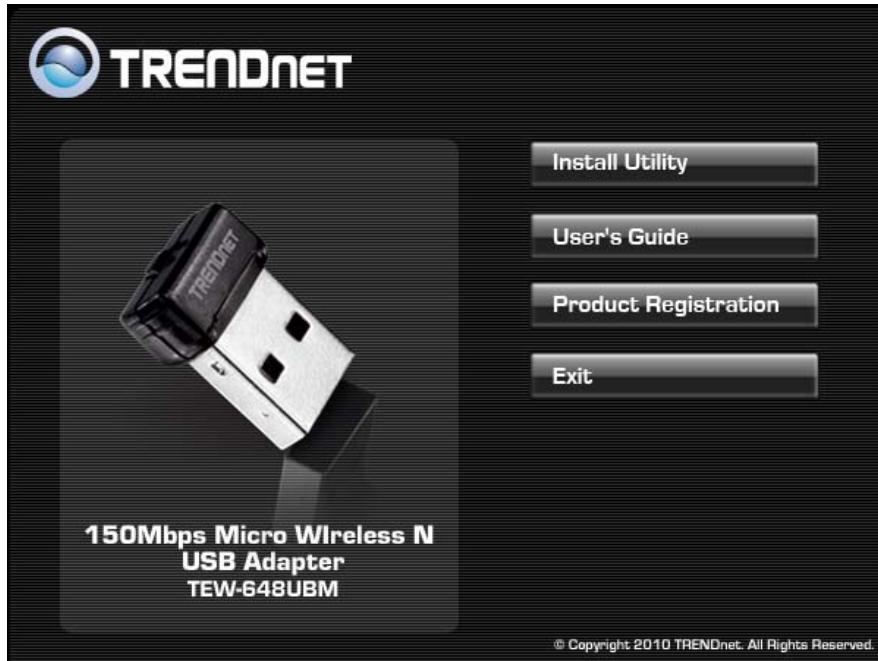 TRENDNET
Install Utility
User's Guide
Product Registration
Exit
TRENDNET
150Mbps Micro WIreless N
USB Adapter
TEW-648UBM
© Copyright 2010 TRENDnet. All Rights Reserved.